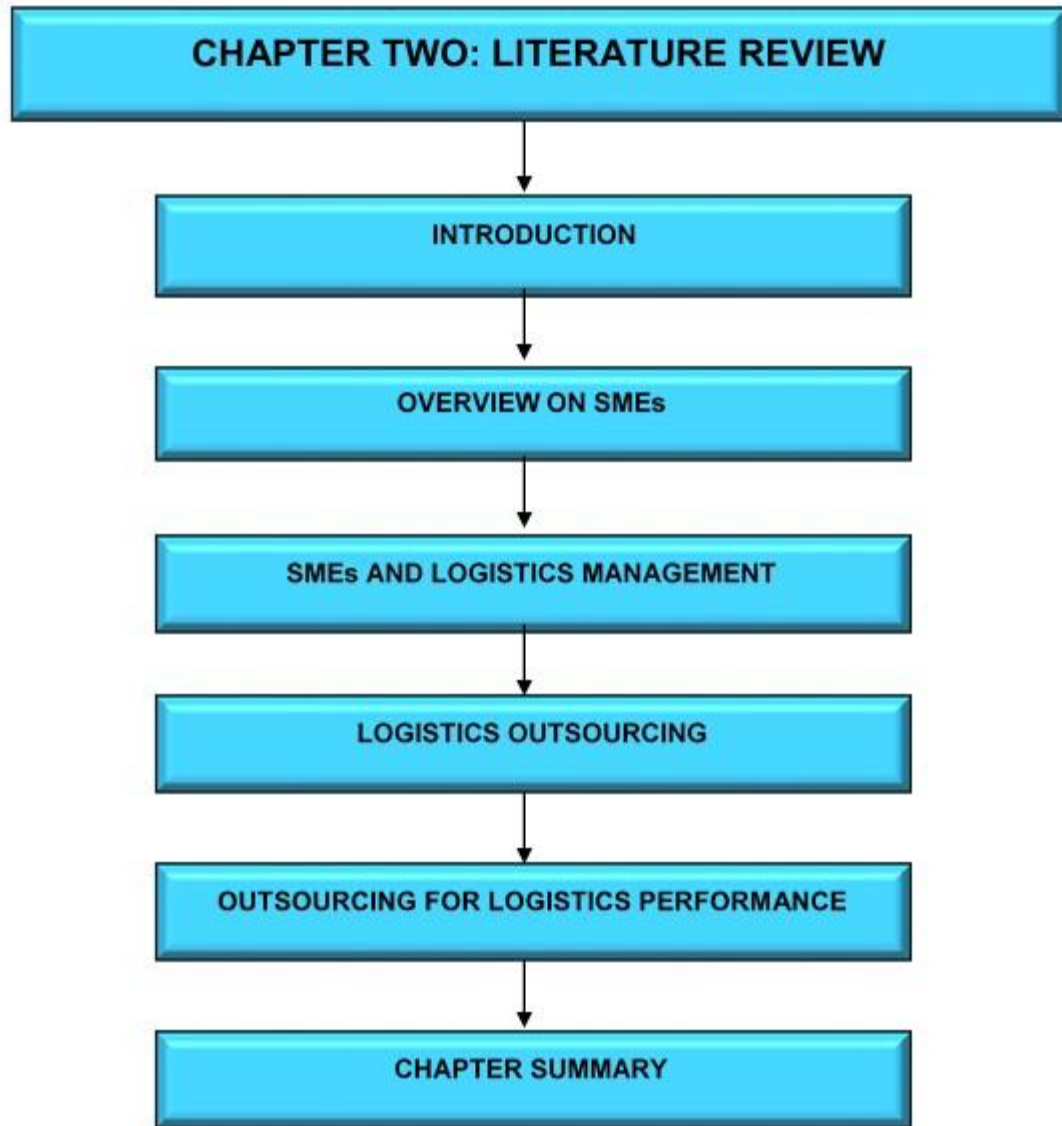 CHAPTER TWO: LITERATURE REVIEW
INTRODUCTION
OVERVIEW ON SMEs
SMEs AND LOGISTICS MANAGEMENT
LOGISTICS OUTSOURCING
OUTSOURCING FOR LOGISTICS PERFORMANCE
CHAPTER SUMMARY